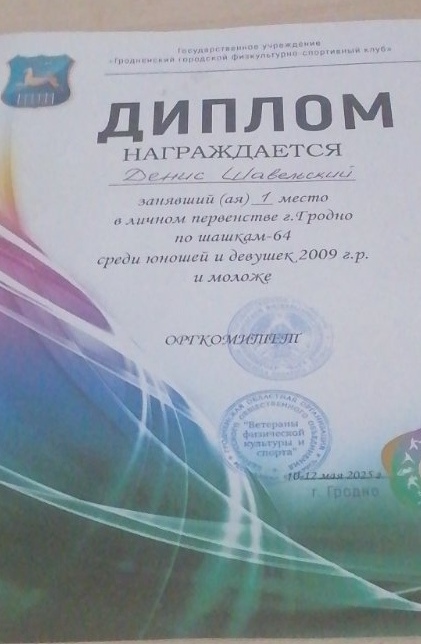 Государственное учреждение
«Гродненский городской физкультурно-спортивный клуб»
ДИПЛОМ
НАГРАЖДАЕТСЯ
Денис Шавельский
занявший (ая) 1 место
в личном первенстве г.Гродно
по шашкам-64
среди юношей и девушек 2009 г.р.
и моложе
ОРГКОМИТЕТ
"Ветераны
физической
культуры и
спорта"
10-12 мая 2025 г.
г. Гродно